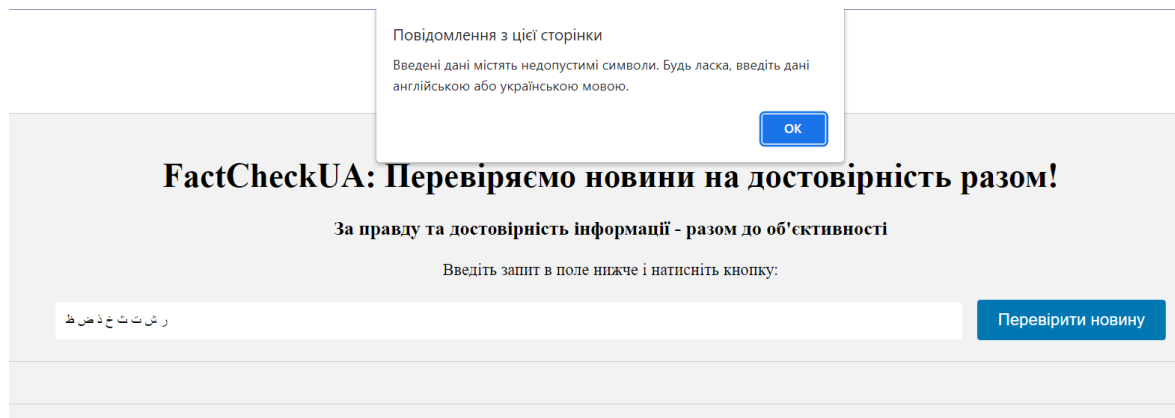 Повідомлення з цієї сторінки
Введені дані містять недопустимі символи. Будь ласка, введіть дані
англійською або українською мовою.
ОК
FactCheckUA: Перевіряємо новини на достовірність разом!
За правду та достовірність інформації - разом до об'єктивності
Введіть запит в поле нижче і натисніть кнопку:
ر ش ت ث خ ذ ض ظ
Перевірити новину